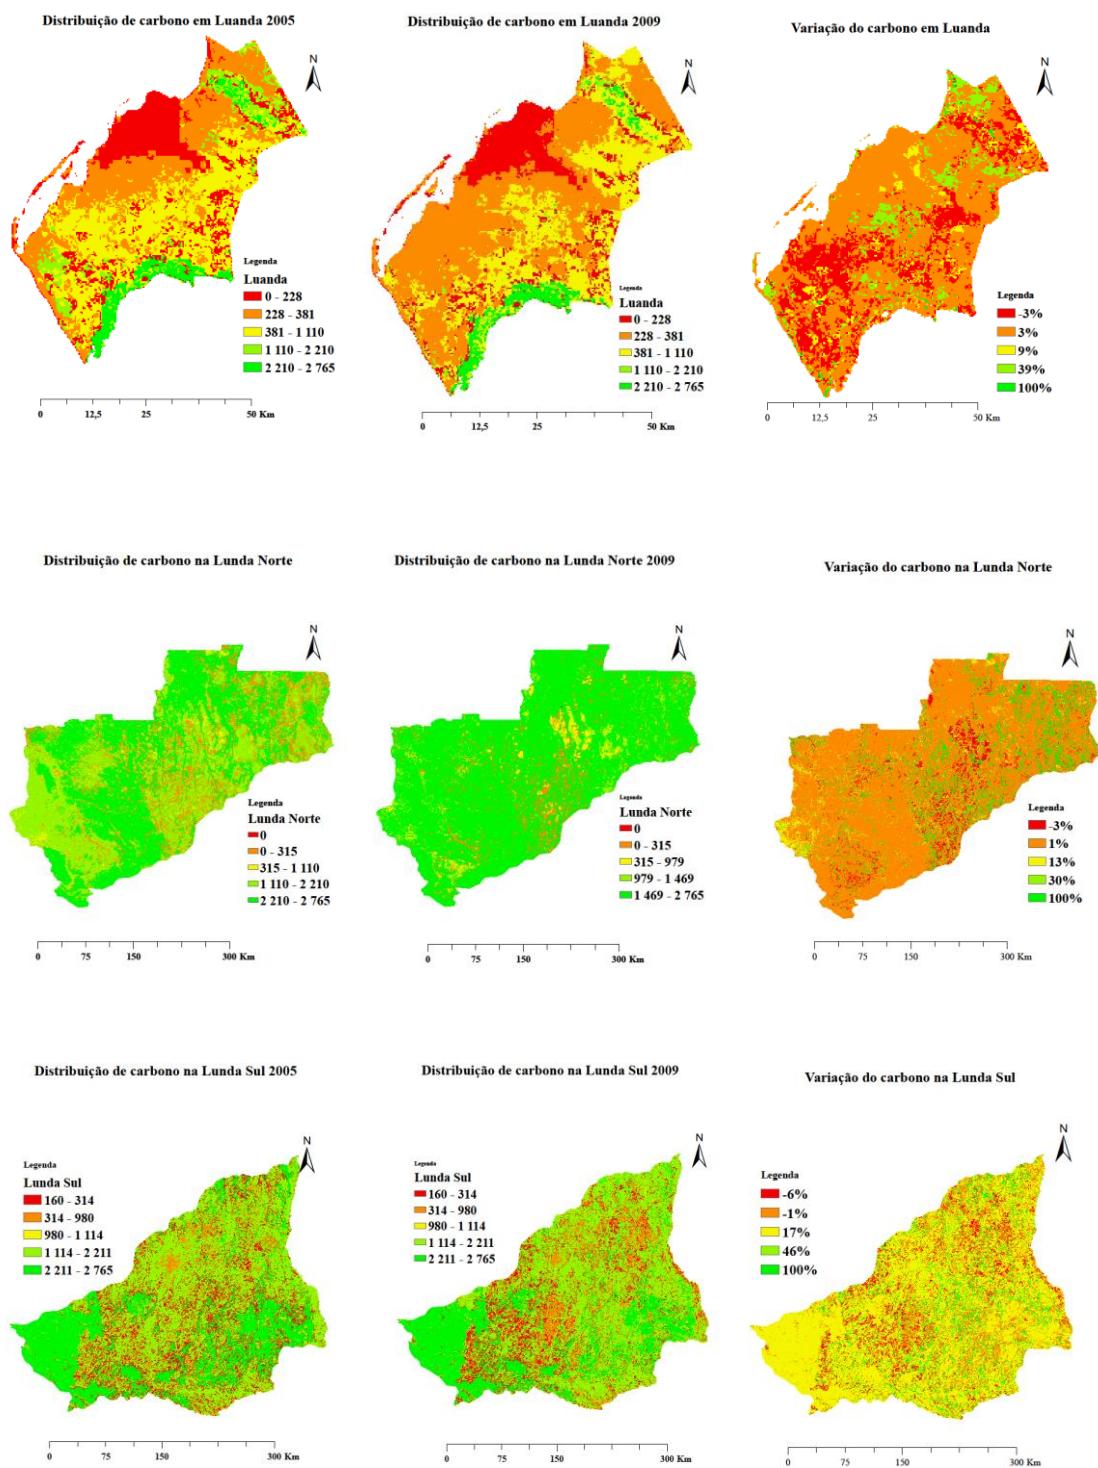 Distribuição de carbono em Luanda 2005
N
Legenda
Luanda
0 - 228
228 - 381
381 - 1 110
1 110 - 2 210
2 210 - 2 765
0 12,5 25 50 Km
Distribuição de carbono em Luanda 2009
N
Legenda
Luanda
0 - 228
228 - 381
381 - 1 110
1 110 - 2 210
2 210 - 2 765
0 12,5 25 50 Km
Variação do carbono em Luanda
N
Legenda
-3%
3%
9%
39%
100%
0 12,5 25 50 Km
Distribuição de carbono na Lunda Norte
N
Legenda
Lunda Norte
0
0 - 315
315 - 1 110
1 110 - 2 210
2 210 - 2 765
0 75 150 300 Km
Distribuição de carbono na Lunda Norte 2009
N
Legenda
Lunda Norte
0
0 - 315
315 - 979
979 - 1 469
1 469 - 2 765
0 75 150 300 Km
Variação do carbono na Lunda Norte
N
Legenda
-3%
1%
13%
30%
100%
0 75 150 300 Km
Distribuição de carbono na Lunda Sul 2005
N
Legenda
Lunda Sul
160 - 314
314 - 980
980 - 1 114
1 114 - 2 211
2 211 - 2 765
0 75 150 300 Km
Distribuição de carbono na Lunda Sul 2009
N
Legenda
Lunda Sul
160 - 314
314 - 980
980 - 1 114
1 114 - 2 211
2 211 - 2 765
0 75 150 300 Km
Variação do carbono na Lunda Sul
N
Legenda
-6%
-1%
17%
46%
100%
0 75 150 300 Km